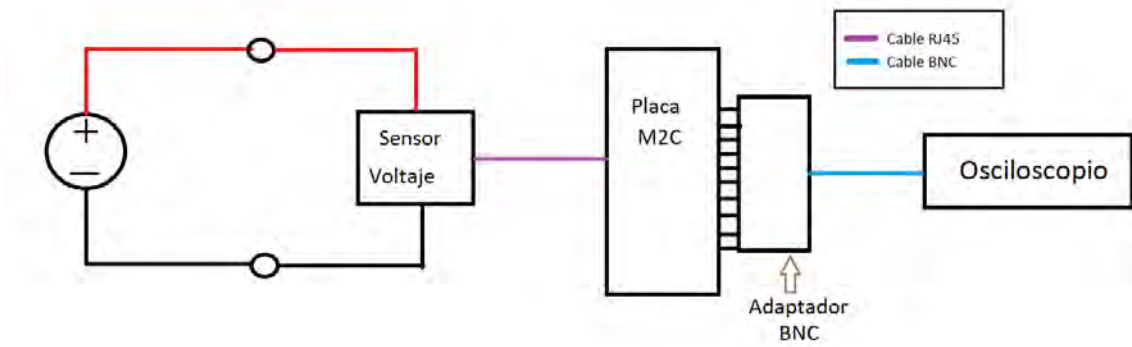 Cable RJ45
Cable BNC
+
Sensor
Voltaje
−
Placa
M2C
Osciloscopio
Adaptador
BNC